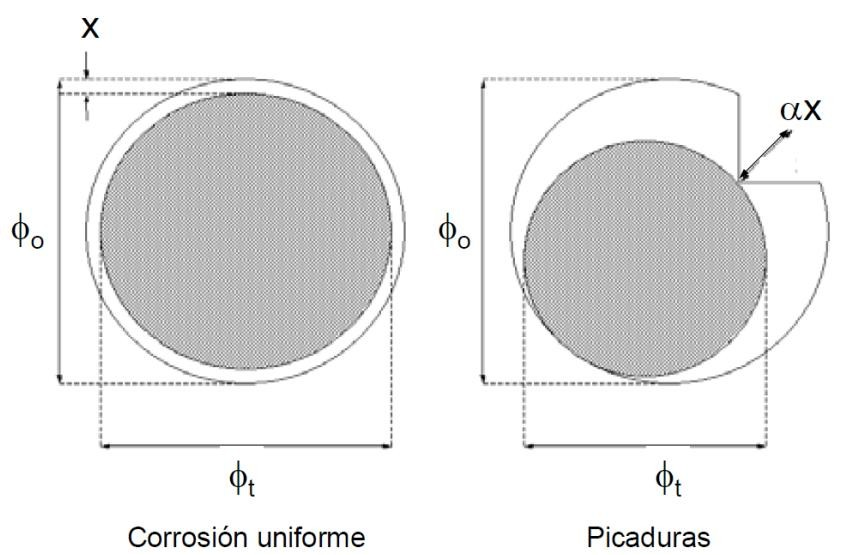 x
αx
ϕo
ϕo
ϕt
ϕt
Corrosión uniforme
Picaduras